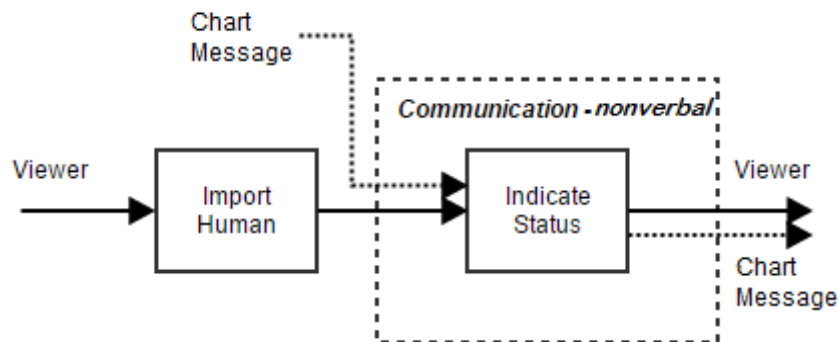 Chart
Message
Communication - nonverbal
Viewer
Import
Human
Indicate
Status
Viewer
Chart
Message